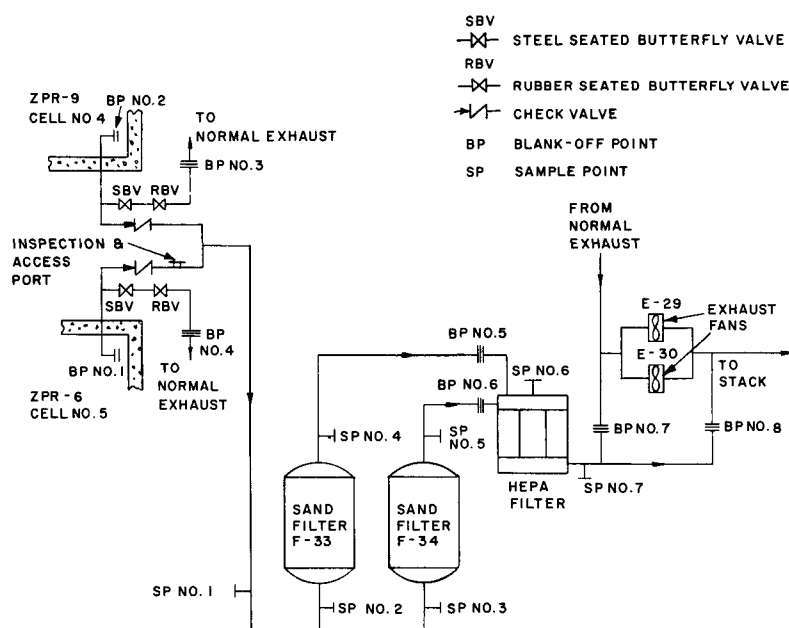 SBV
STEEL SEATED BUTTERFLY VALVE
RBV
RUBBER SEATED BUTTERFLY VALVE
CHECK VALVE
BP BLANK-OFF POINT
SP SAMPLE POINT
ZPR-9
CELL NO 4
BP NO. 2
TO
NORMAL EXHAUST
BP NO. 3
SBV RBV
INSPECTION &
ACCESS
PORT
SBV RBV
BP
NO. 4
TO
NORMAL
EXHAUST
BP NO. 1
ZPR-6
CELL NO. 5
FROM
NORMAL
EXHAUST
E-29
EXHAUST
FANS
E-30
TO
STACK
BP NO. 5
SP NO. 6
BP NO. 6
SP NO. 4
SP
NO. 5
BP NO. 7
BP NO. 8
HEPA
FILTER
SP NO. 7
SAND
FILTER
F-33
SAND
FILTER
F-34
SP NO. 1
SP NO. 2
SP NO. 3